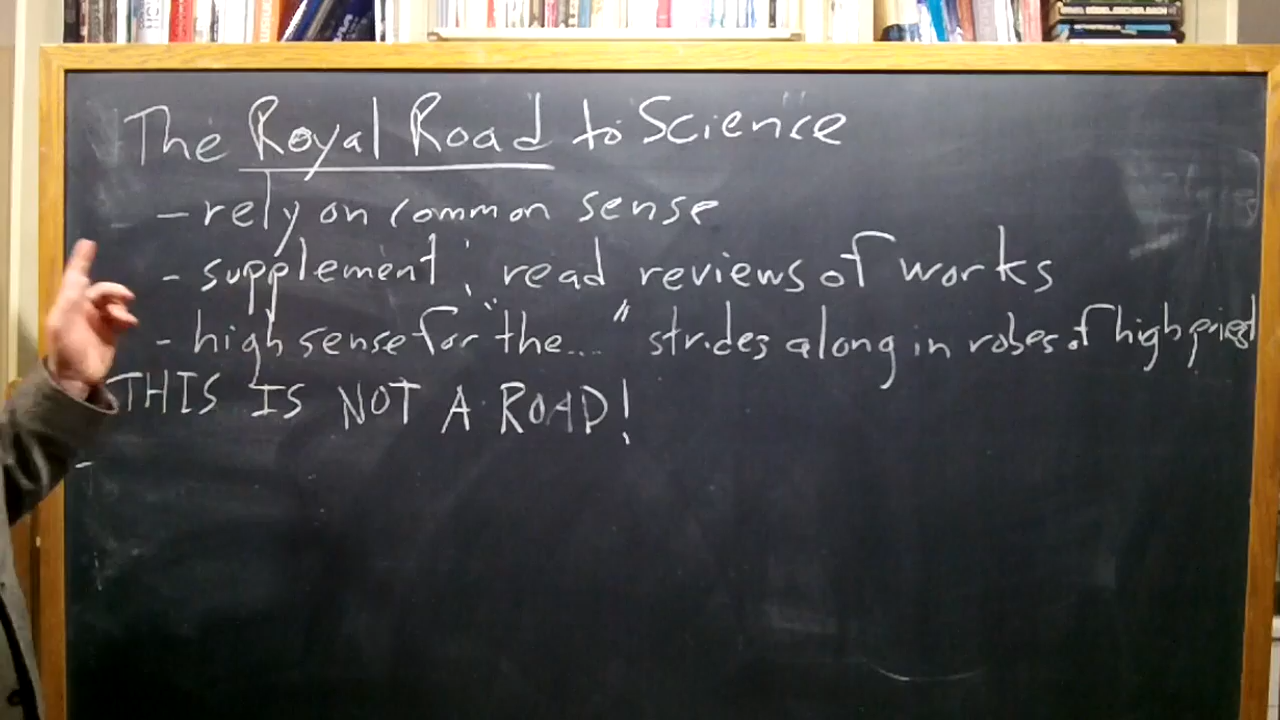 The Royal Road to Science
- rely on common sense
- supplement: read reviews of works
- high sense for "the..." strides along in robes of high priest
THIS IS NOT A ROAD!